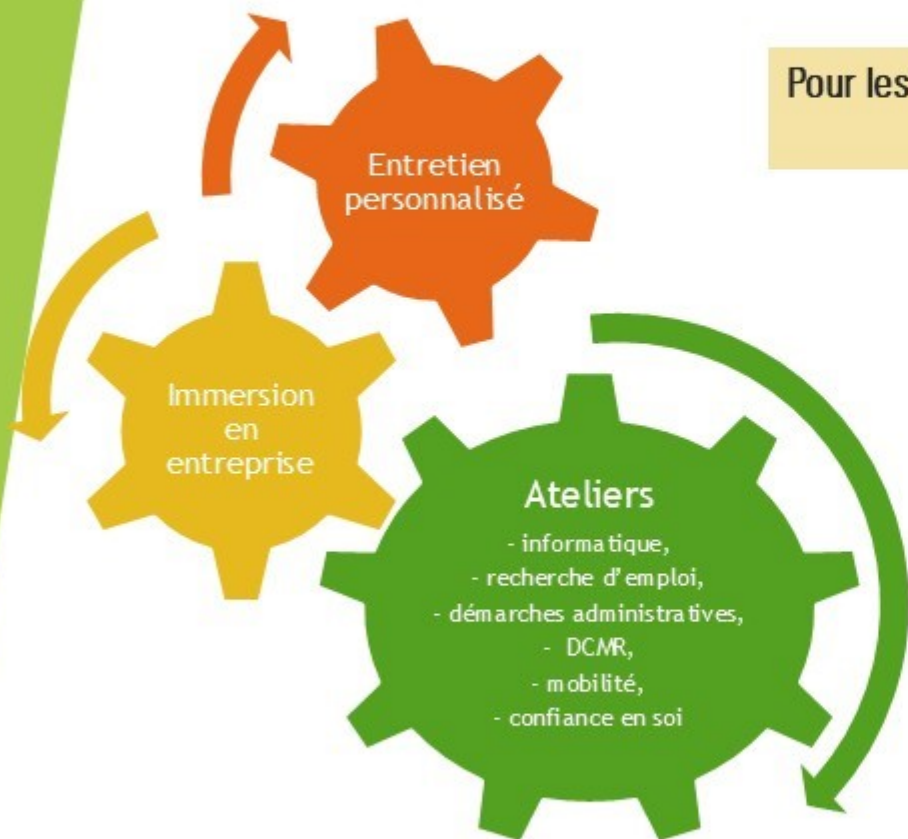 Pour les
Entretien
personnalisé
Immersion
en
entreprise
Ateliers
- informatique,
- recherche d'emploi,
- démarches administratives,
- DCMR,
- mobilité,
- confiance en soi